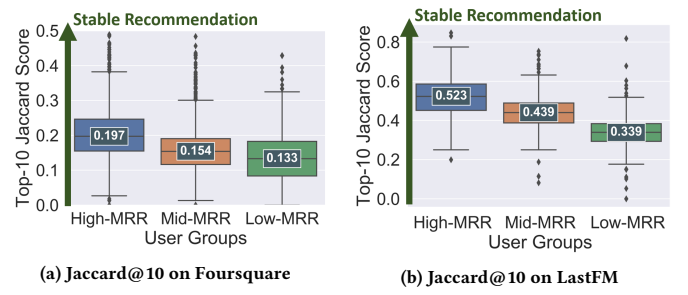 Stable Recommendation
Top-10 Jaccard Score
0.5
0.4
0.3
0.2
0.1
0.0
0.197
0.154
0.133
High-MRR Mid-MRR Low-MRR
User Groups
(a) Jaccard@10 on Foursquare
Stable Recommendation
Top-10 Jaccard Score
0.8
0.6
0.4
0.2
0.0
0.523
0.439
0.339
High-MRR Mid-MRR Low-MRR
User Groups
(b) Jaccard@10 on LastFM